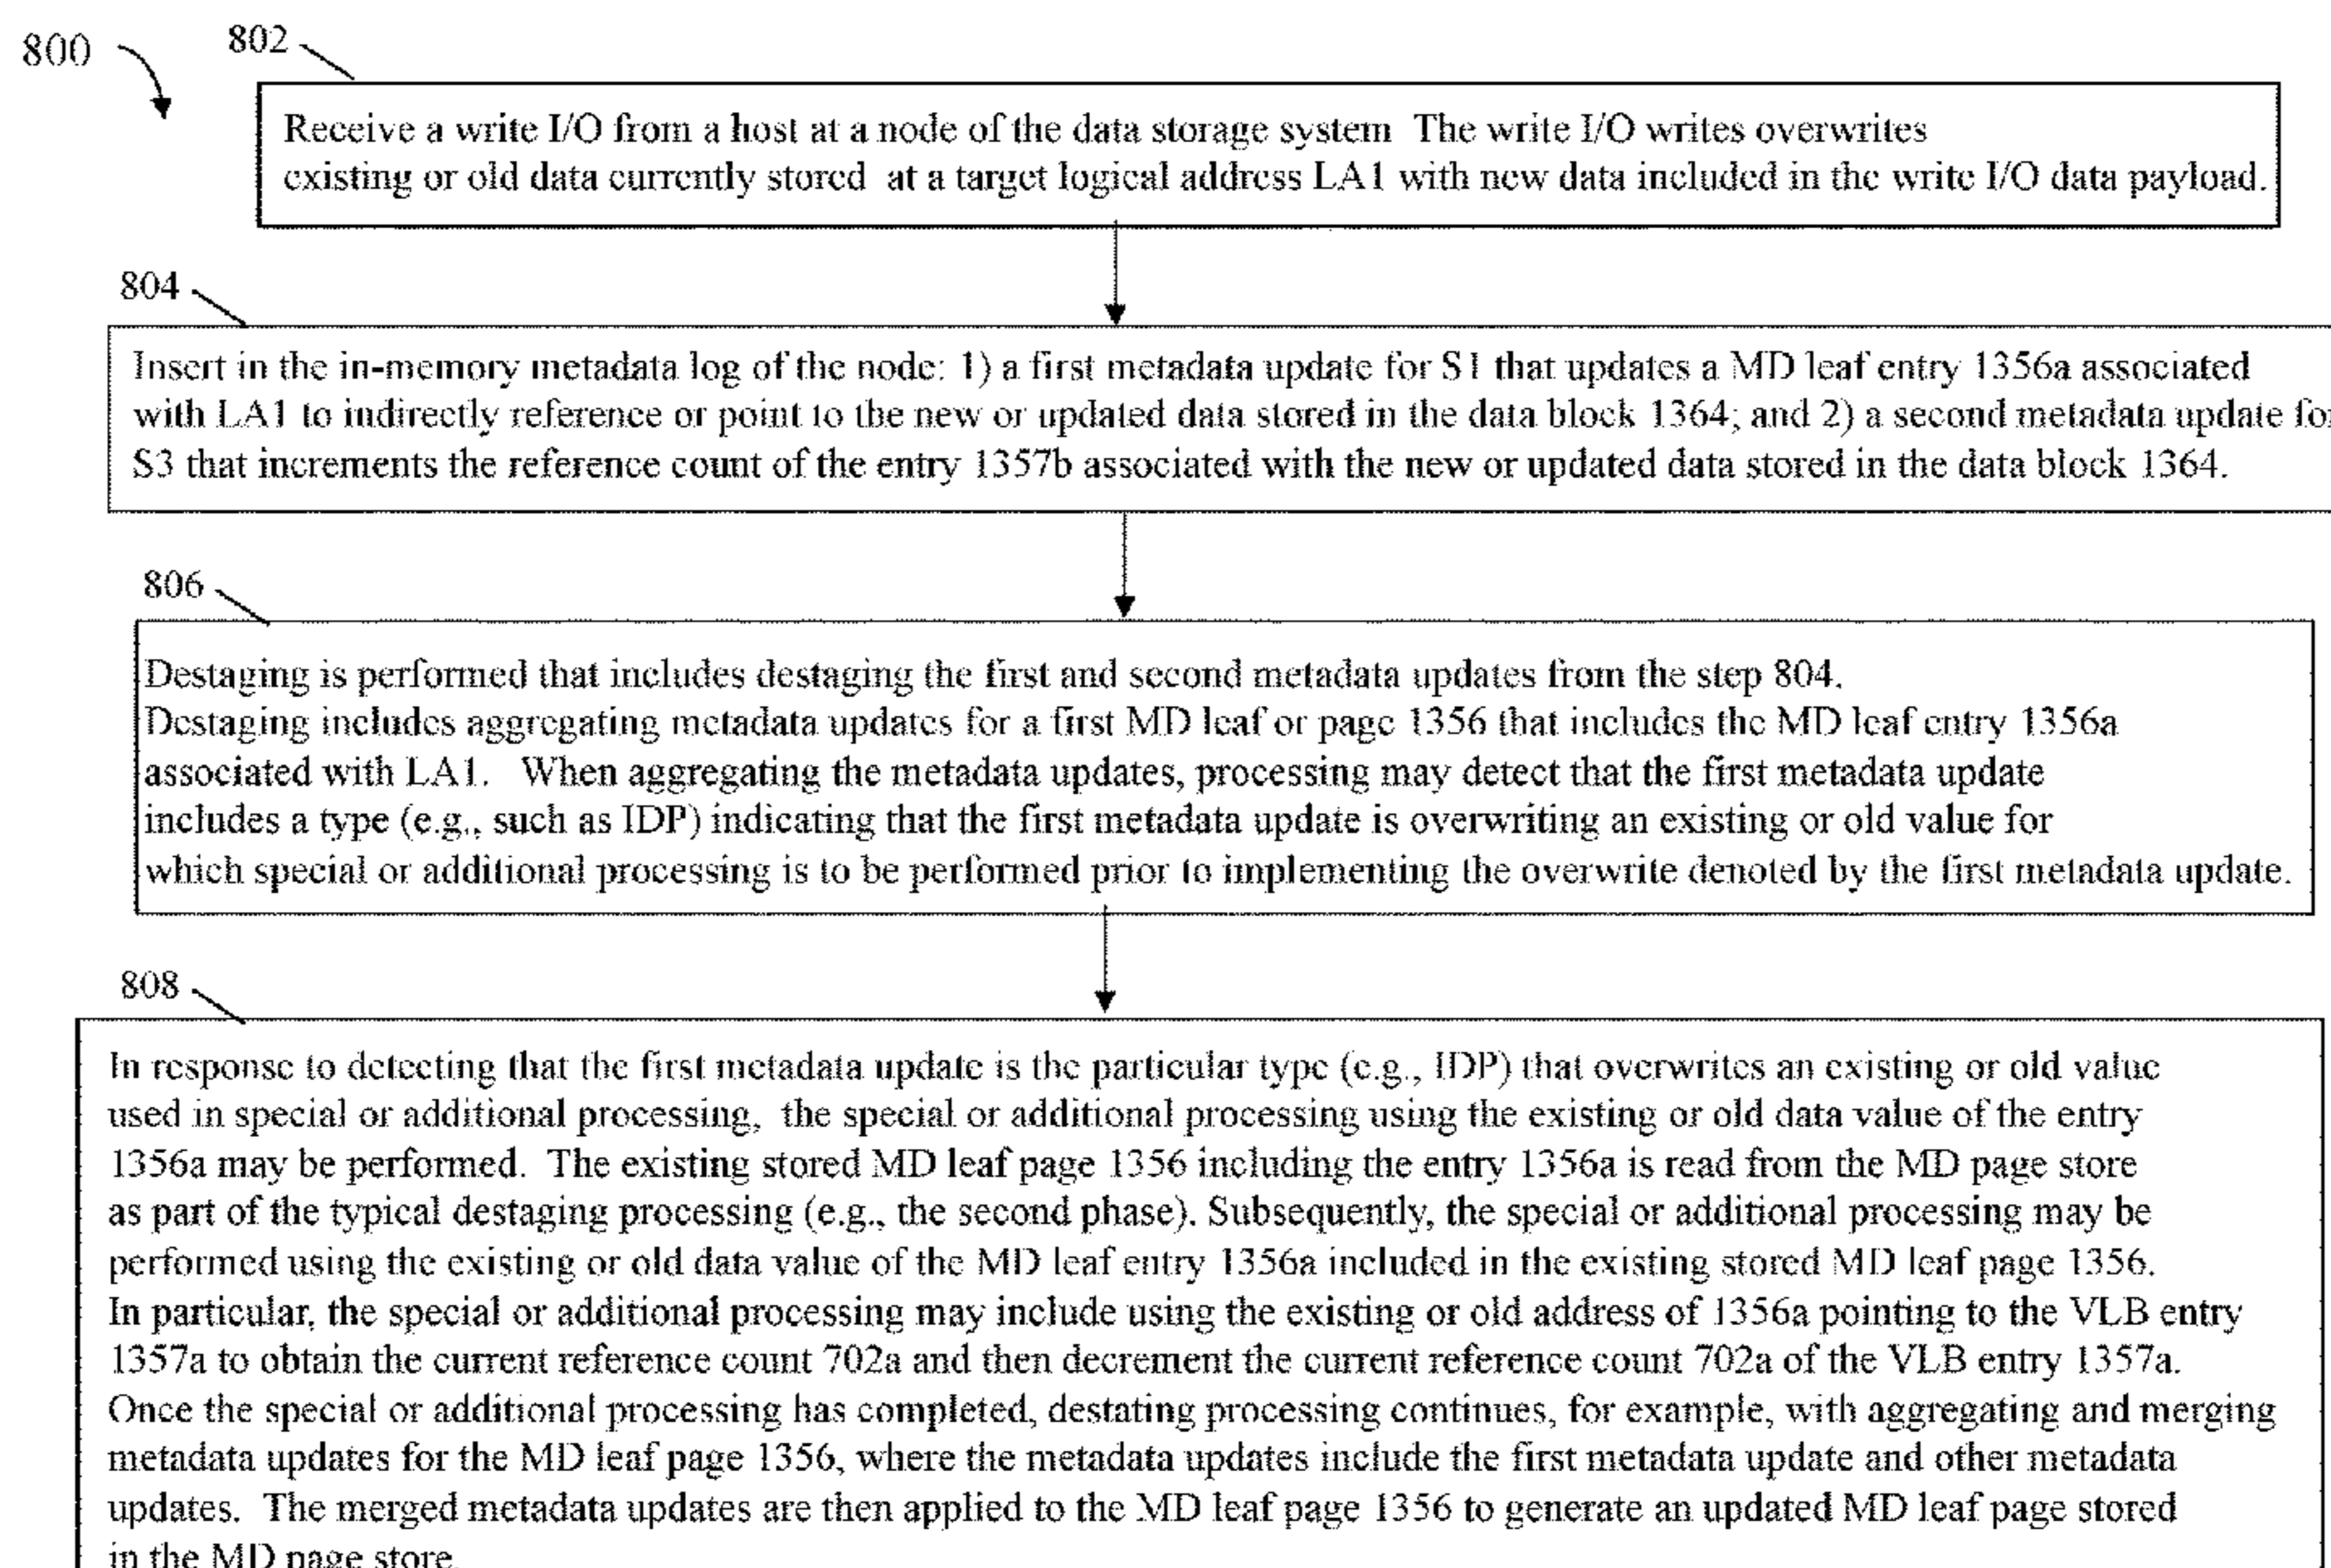 800
802
Receive a write I/O from a host at a node of the data storage system The write I/O writes overwrites
existing or old data currently stored at a target logical address LA1 with new data included in the write I/O data payload.
804
Insert in the in-memory metadata log of the node: 1) a first metadata update for S1 that updates a MD leaf entry 1356a associated
with LA1 to indirectly reference or point to the new or updated data stored in the data block 1364; and 2) a second metadata update for
S3 that increments the reference count of the entry 1357b associated with the new or updated data stored in the data block 1364.
806
Destaging is performed that includes destaging the first and second metadata updates from the step 804.
Destaging includes aggregating metadata updates for a first MD leaf or page 1356 that includes the MD leaf entry 1356a
associated with LA1. When aggregating the metadata updates, processing may detect that the first metadata update
includes a type (e.g., such as IDP) indicating that the first metadata update is overwriting an existing or old value for
which special or additional processing is to be performed prior to implementing the overwrite denoted by the first metadata update.
808
In response to detecting that the first metadata update is the particular type (e.g., IDP) that overwrites an existing or old value
used in special or additional processing, the special or additional processing using the existing or old data value of the entry
1356a may be performed. The existing stored MD leaf page 1356 including the entry 1356a is read from the MD page store
as part of the typical destaging processing (e.g., the second phase). Subsequently, the special or additional processing may be
performed using the existing or old data value of the MD leaf entry 1356a included in the existing stored MD leaf page 1356.
In particular, the special or additional processing may include using the existing or old address of 1356a pointing to the VLB entry
1357a to obtain the current reference count 702a and then decrement the current reference count 702a of the VLB entry 1357a.
Once the special or additional processing has completed, destating processing continues, for example, with aggregating and merging
metadata updates for the MD leaf page 1356, where the metadata updates include the first metadata update and other metadata
updates. The merged metadata updates are then applied to the MD leaf page 1356 to generate an updated MD leaf page stored
in the MD page store.